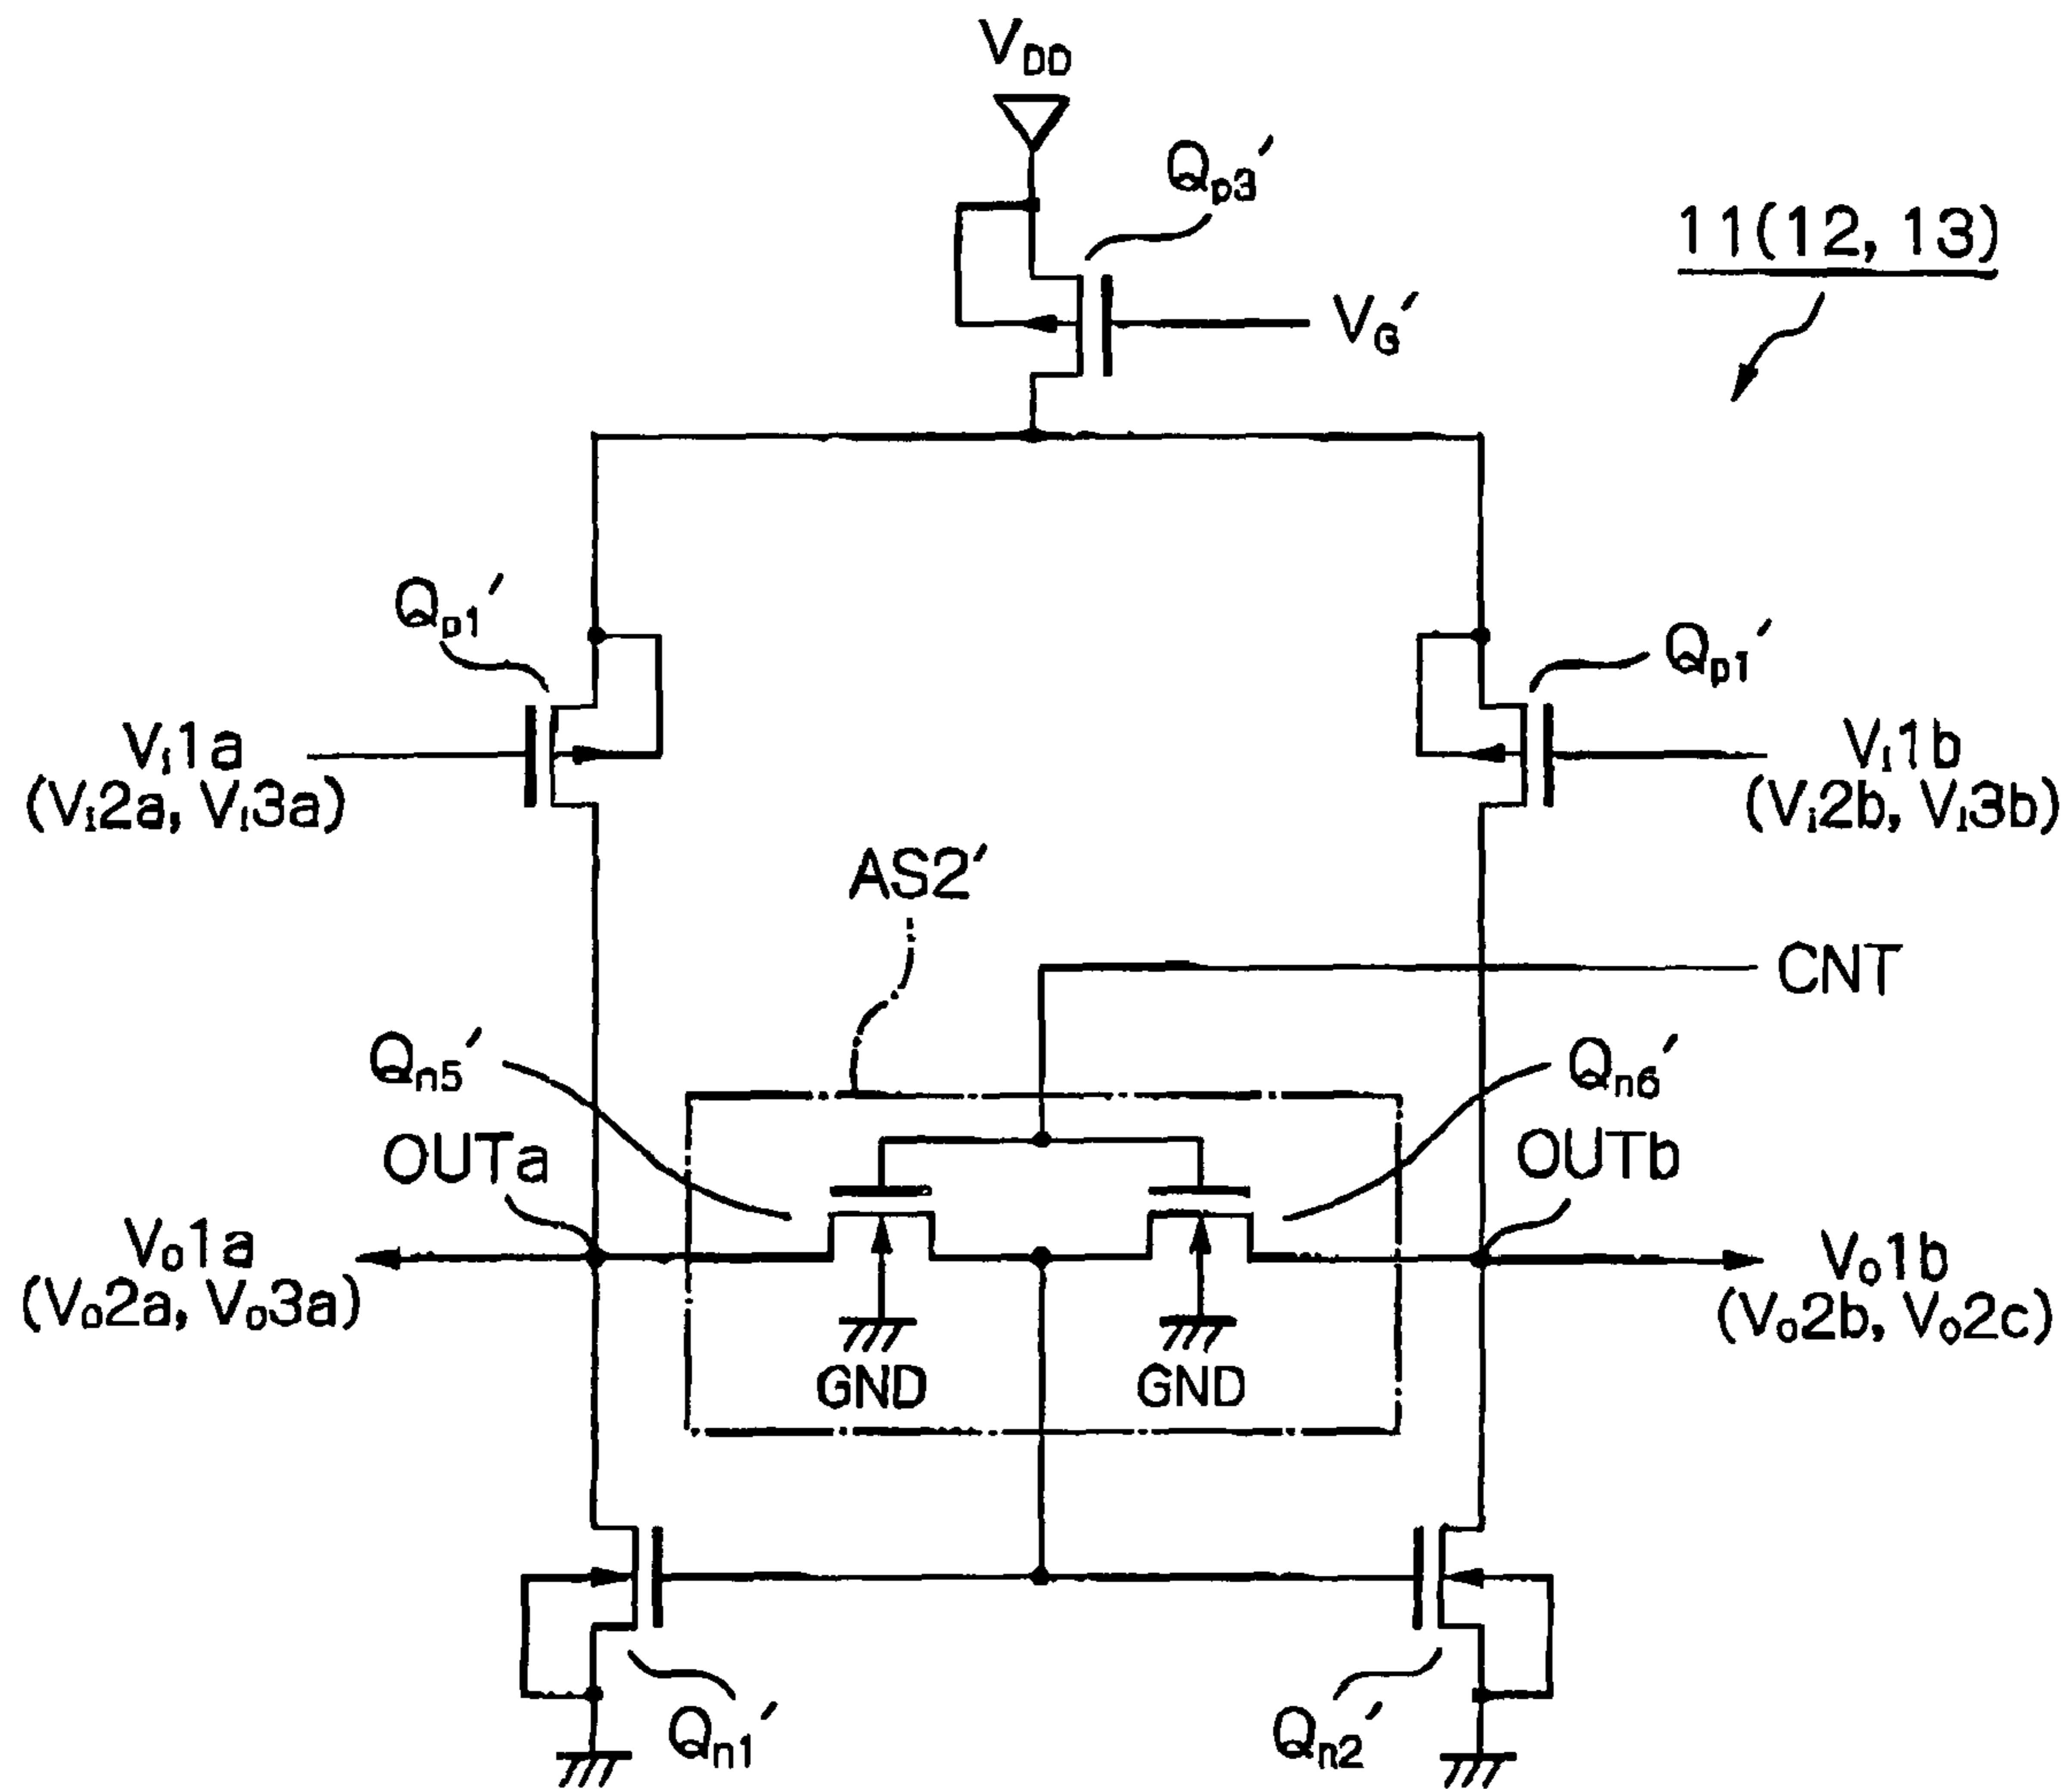 VDD
Qp3′
11(12, 13)
VG′
Qp1′
Qp1′
Vi1a
(Vi2a, Vi3a)
Vi1b
(Vi2b, Vi3b)
AS2′
CNT
Qn5′
Qn6′
OUTa
OUTb
Vo1a
(Vo2a, Vo3a)
Vo1b
(Vo2b, Vo2c)
GND
GND
Qn1′
Qn2′